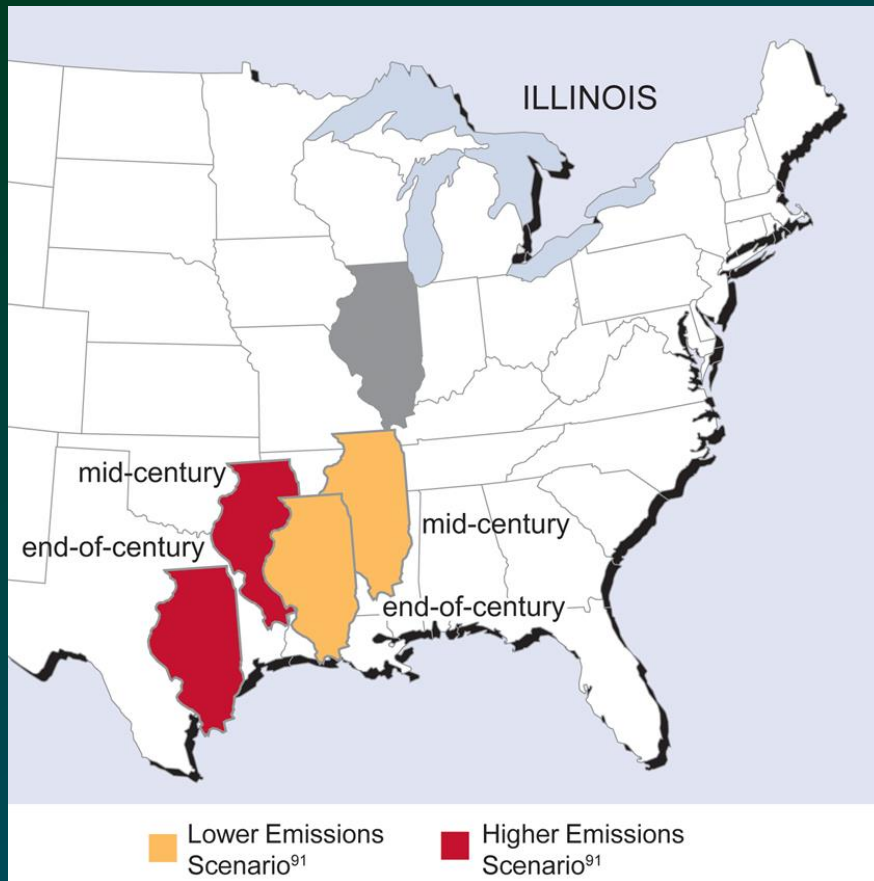 ILLINOIS
mid-century
end-of-century
mid-century
end-of-century
Lower Emissions
Scenario91
Higher Emissions
Scenario91